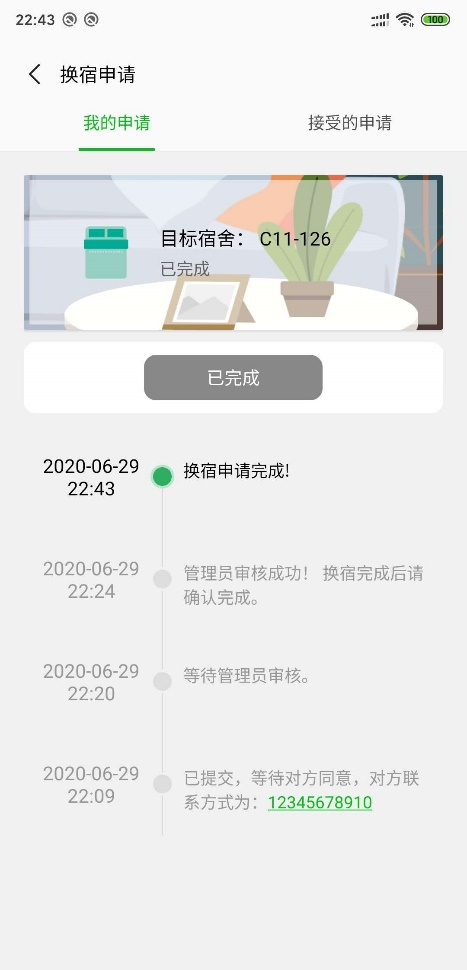 22:43
100
换宿申请
我的申请
接受的申请
目标宿舍： C11-126
已完成
已完成
2020-06-29
22:43
换宿申请完成!
2020-06-29
22:24
管理员审核成功！ 换宿完成后请
确认完成。
2020-06-29
22:20
等待管理员审核。
2020-06-29
22:09
已提交，等待对方同意，对方联
系方式为：12345678910